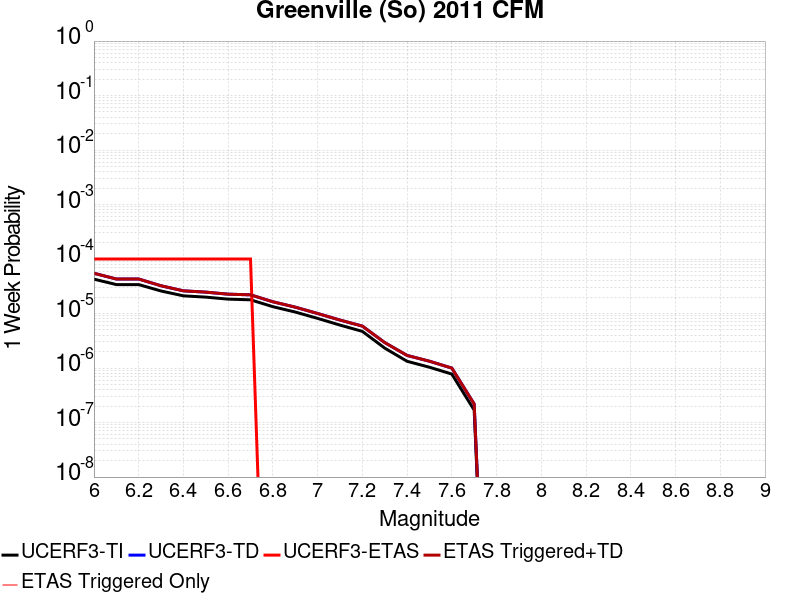 Greenville (So) 2011 CFM
1 Week Probability
10^0
10^-1
10^-2
10^-3
10^-4
10^-5
10^-6
10^-7
10^-8
6 6.2 6.4 6.6 6.8 7 7.2 7.4 7.6 7.8 8 8.2 8.4 8.6 8.8 9
Magnitude
UCERF3-TI UCERF3-TD UCERF3-ETAS ETAS Triggered+TD
ETAS Triggered Only